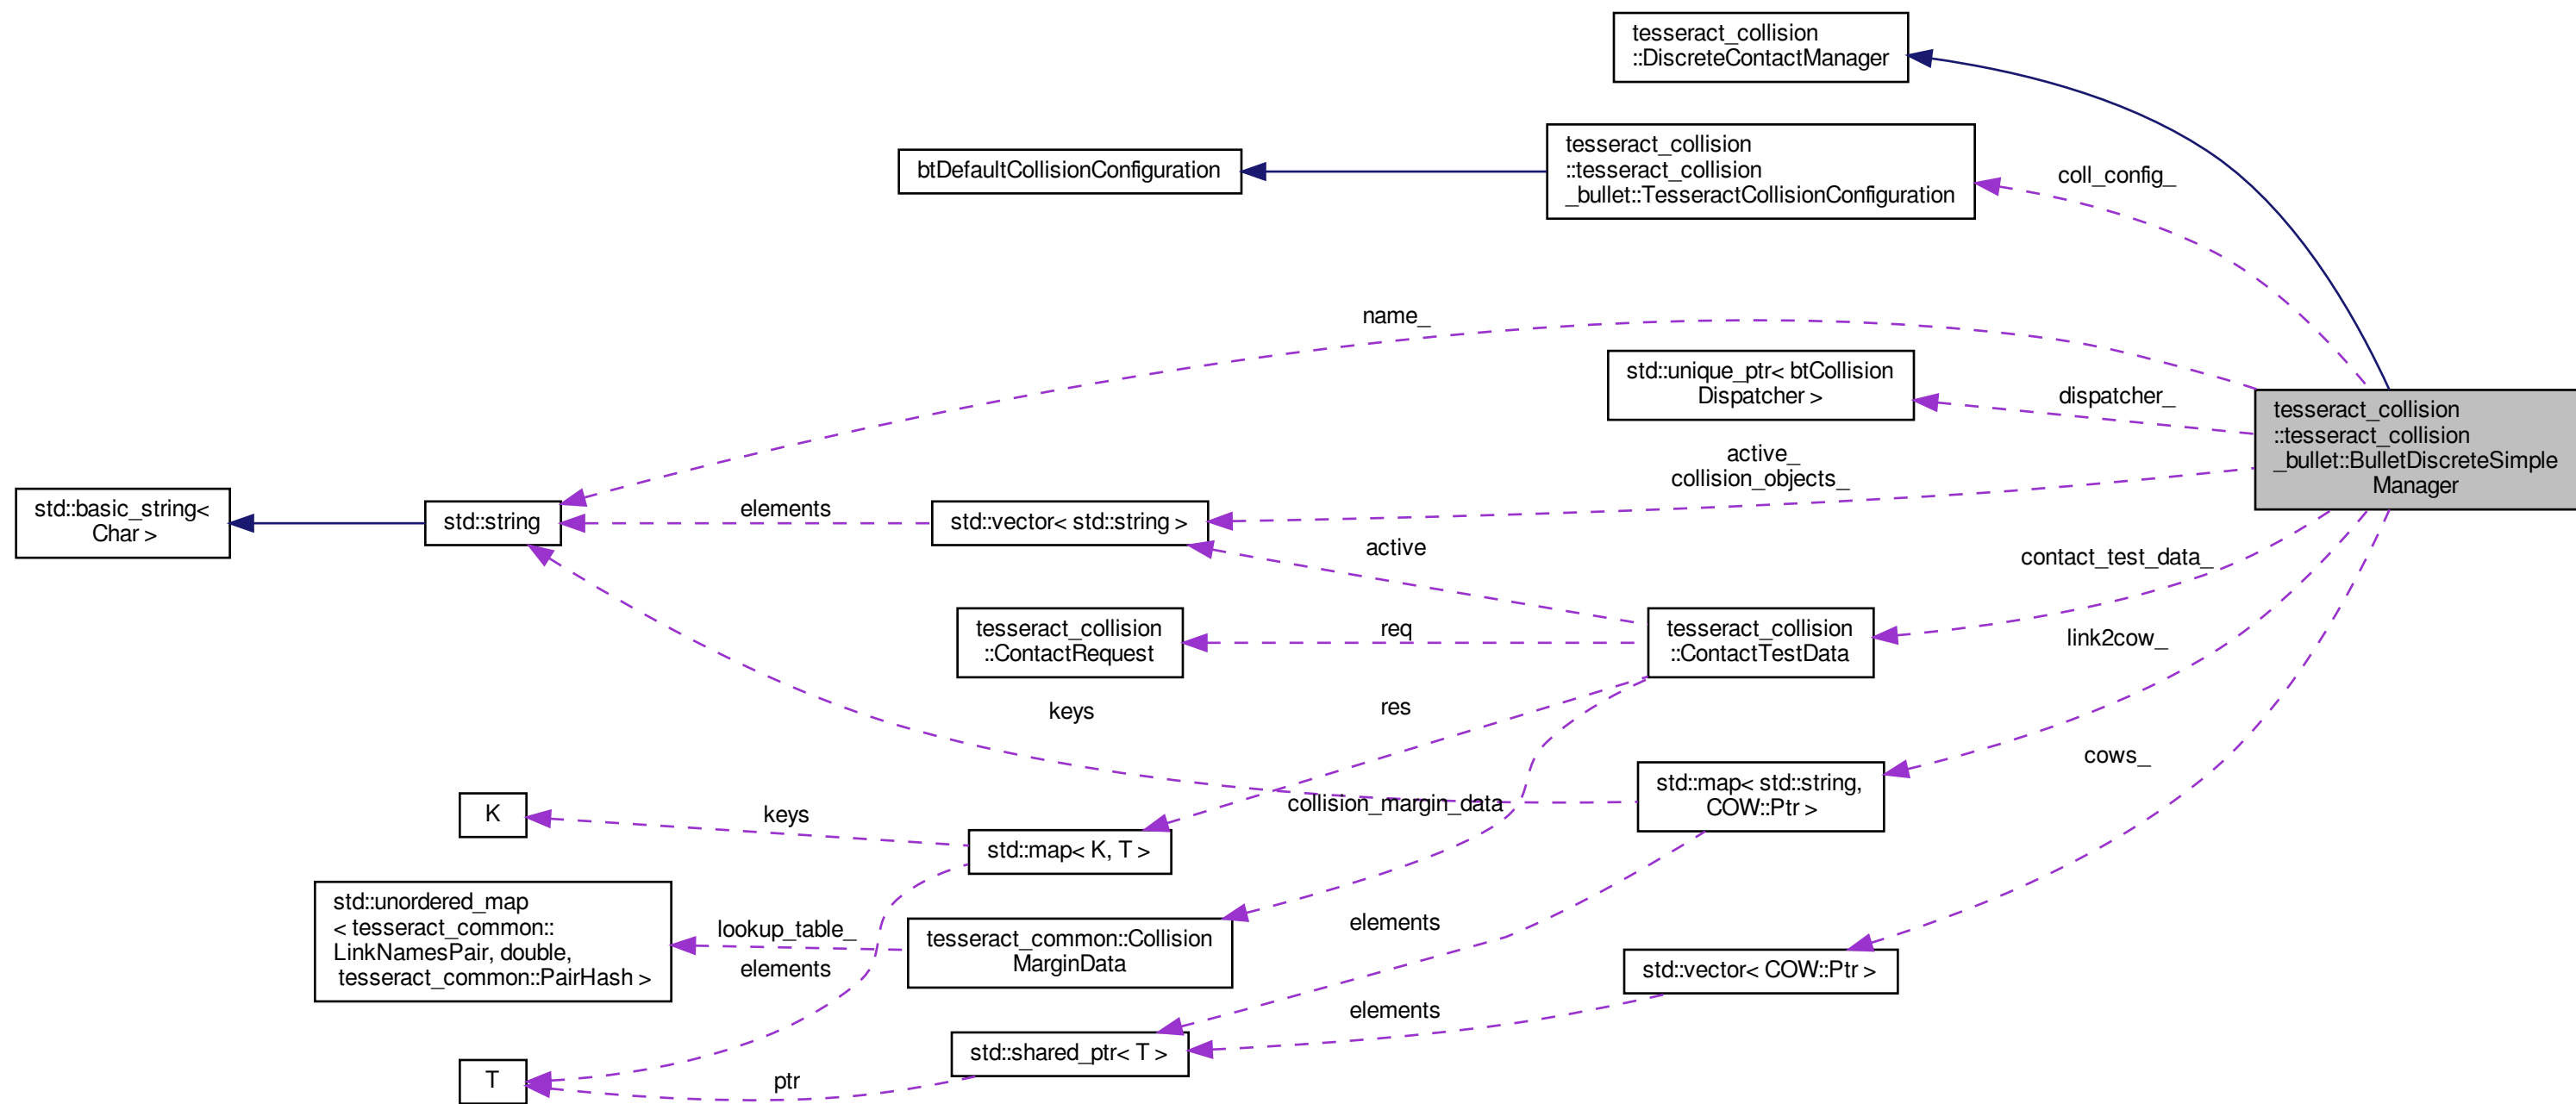 tesseract_collision
::DiscreteContactManager
btDefaultCollisionConfiguration
tesseract_collision
::tesseract_collision
_bullet::TesseractCollisionConfiguration
coll_config_
name_
std::unique_ptr< btCollision
Dispatcher >
dispatcher_
tesseract_collision
::tesseract_collision
_bullet::BulletDiscreteSimple
Manager
active_
collision_objects_
std::basic_string<
Char >
std::string
elements
std::vector< std::string >
active
contact_test_data_
tesseract_collision
::ContactRequest
req
tesseract_collision
::ContactTestData
link2cow_
keys
res
cows_
std::map< std::string,
COW::Ptr >
collision_margin_data
K
keys
std::map< K, T >
std::unordered_map
< tesseract_common::
LinkNamesPair, double,
tesseract_common::PairHash >
lookup_table_
elements
tesseract_common::Collision
MarginData
elements
std::vector< COW::Ptr >
elements
std::shared_ptr< T >
T
ptr